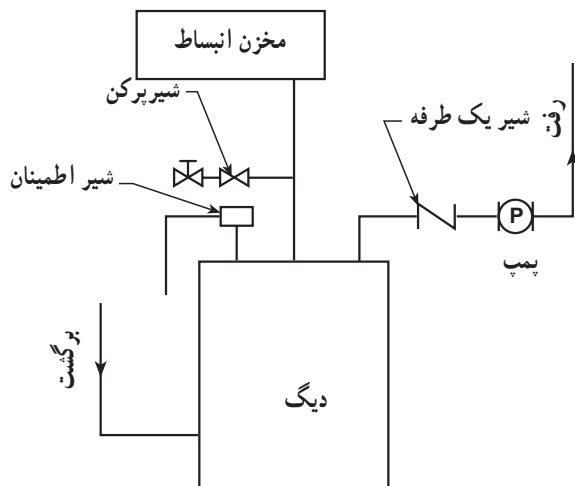 مخزن انبساط
شیرپرکن
شیر یک طرفه
رفت
شیر اطمینان
P
پمپ
برگشت
دیگ